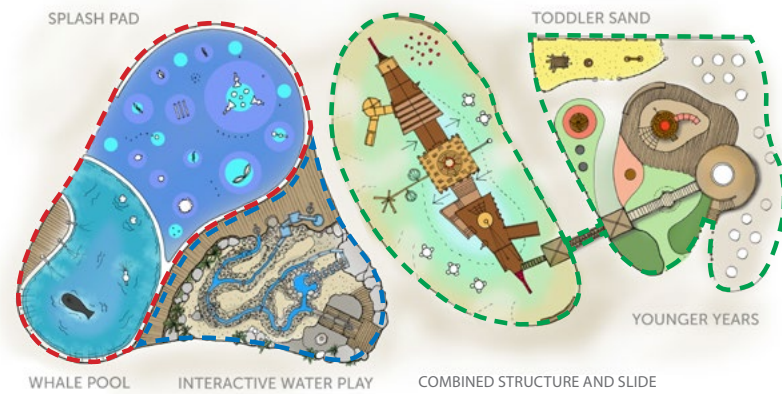 SPLASH PAD
TODDLER SAND
YOUNGER YEARS
WHALE POOL
INTERACTIVE WATER PLAY
COMBINED STRUCTURE AND SLIDE